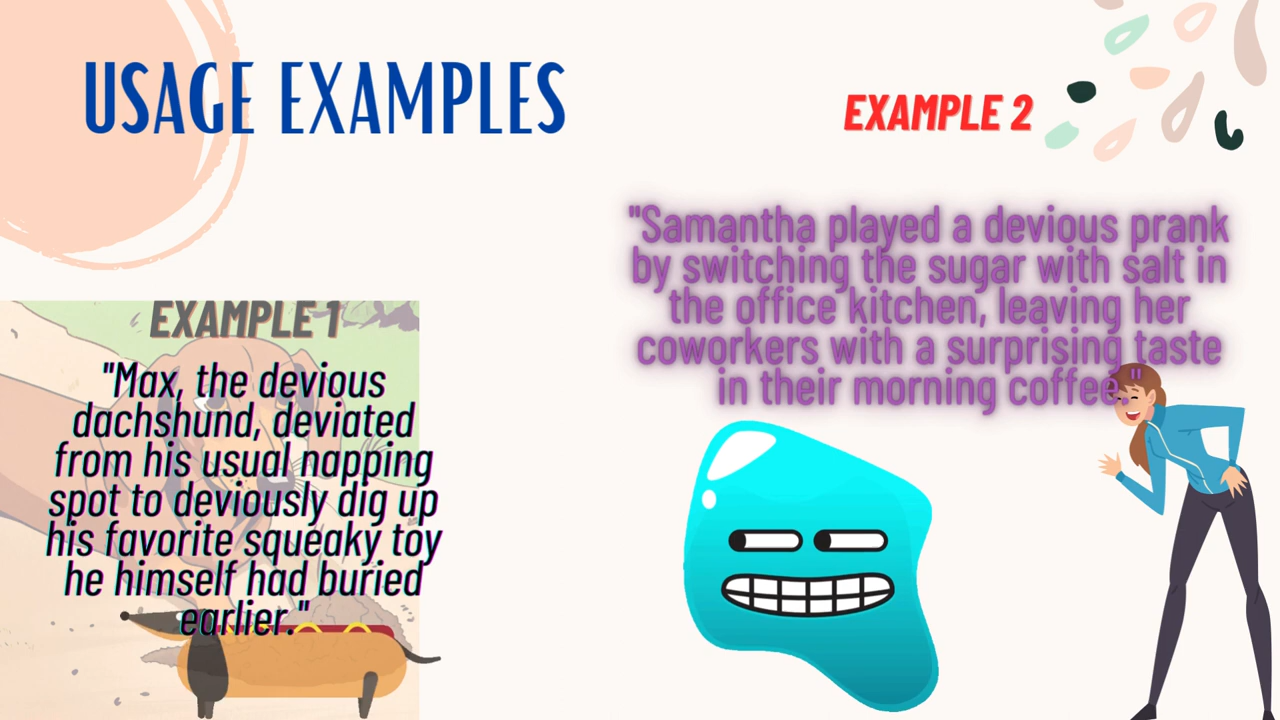 USAGE EXAMPLES
EXAMPLE 1
"Max, the devious
dachshund, deviated
from his usual napping
spot to deviously dig up
his favorite squeaky toy
he himself had buried
earlier."
EXAMPLE 2
"Samantha played a devious prank
by switching the sugar with salt in
the office kitchen, leaving her
coworkers with a surprising taste
in their morning coffee."